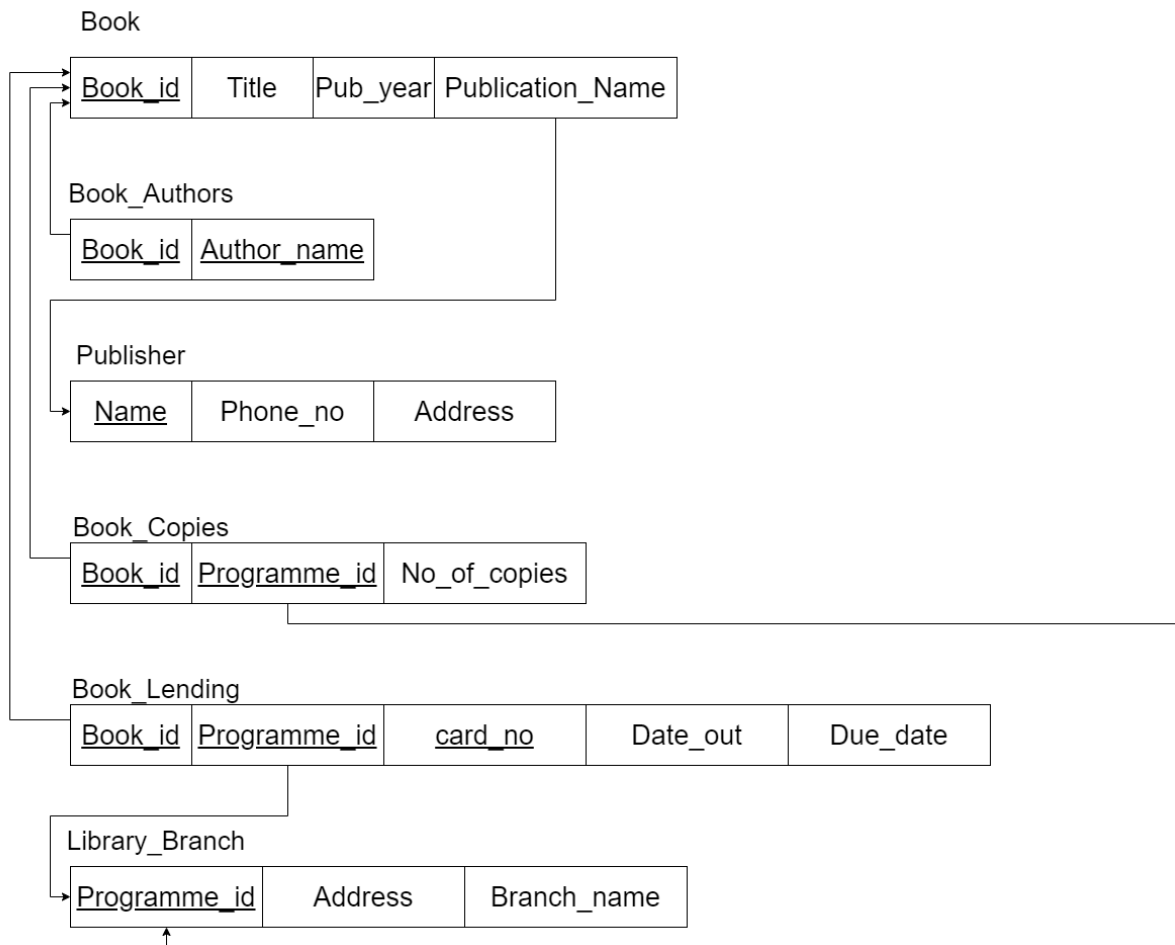 Book
Book_id Title Pub_year Publication_Name
Book_Authors
Book_id Author_name
Publisher
Name Phone_no Address
Book_Copies
Book_id Programme_id No_of_copies
Book_Lending
Book_id Programme_id card_no Date_out Due_date
Library_Branch
Programme_id Address Branch_name